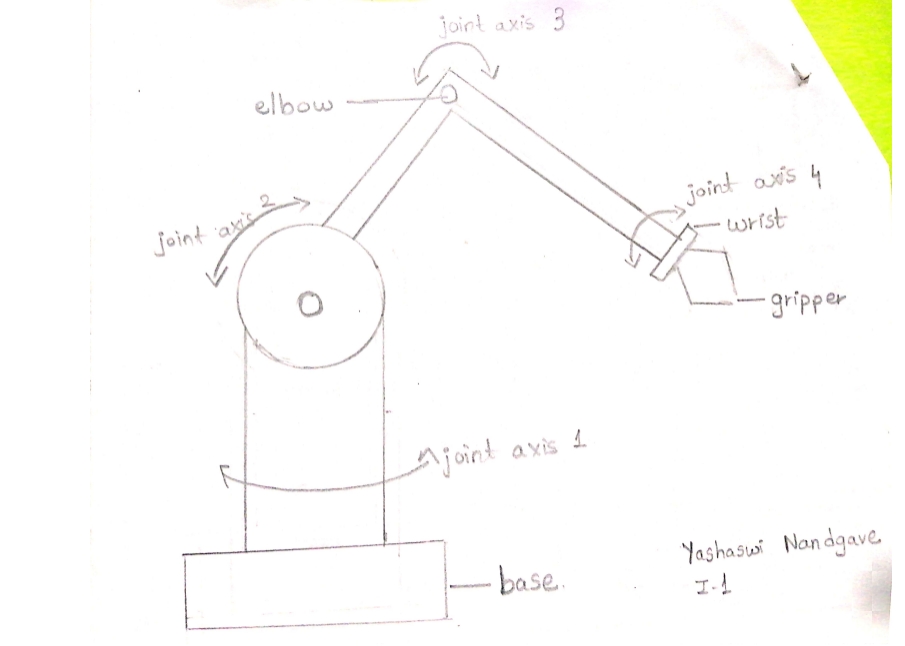 joint axis 3
elbow
joint axis 2
joint axis 4
wrist
gripper
joint axis 1
base.
Yashaswi Nandgave
I-1